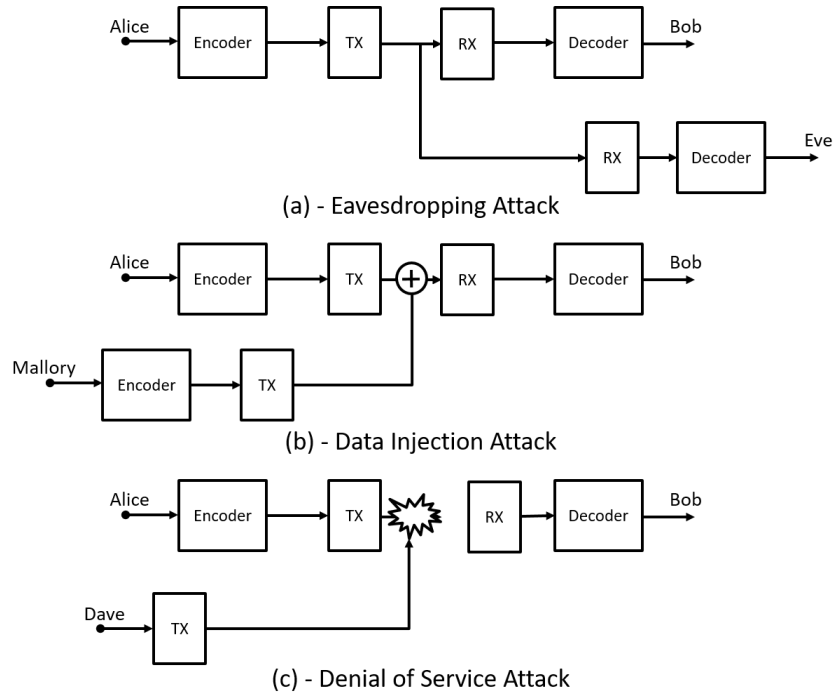 Alice
Encoder
TX
RX
Decoder
Bob
RX
Decoder
Eve
(a) - Eavesdropping Attack
Alice
Encoder
TX
RX
Decoder
Bob
Mallory
Encoder
TX
(b) - Data Injection Attack
Alice
Encoder
TX
RX
Decoder
Bob
Dave
TX
(c) - Denial of Service Attack